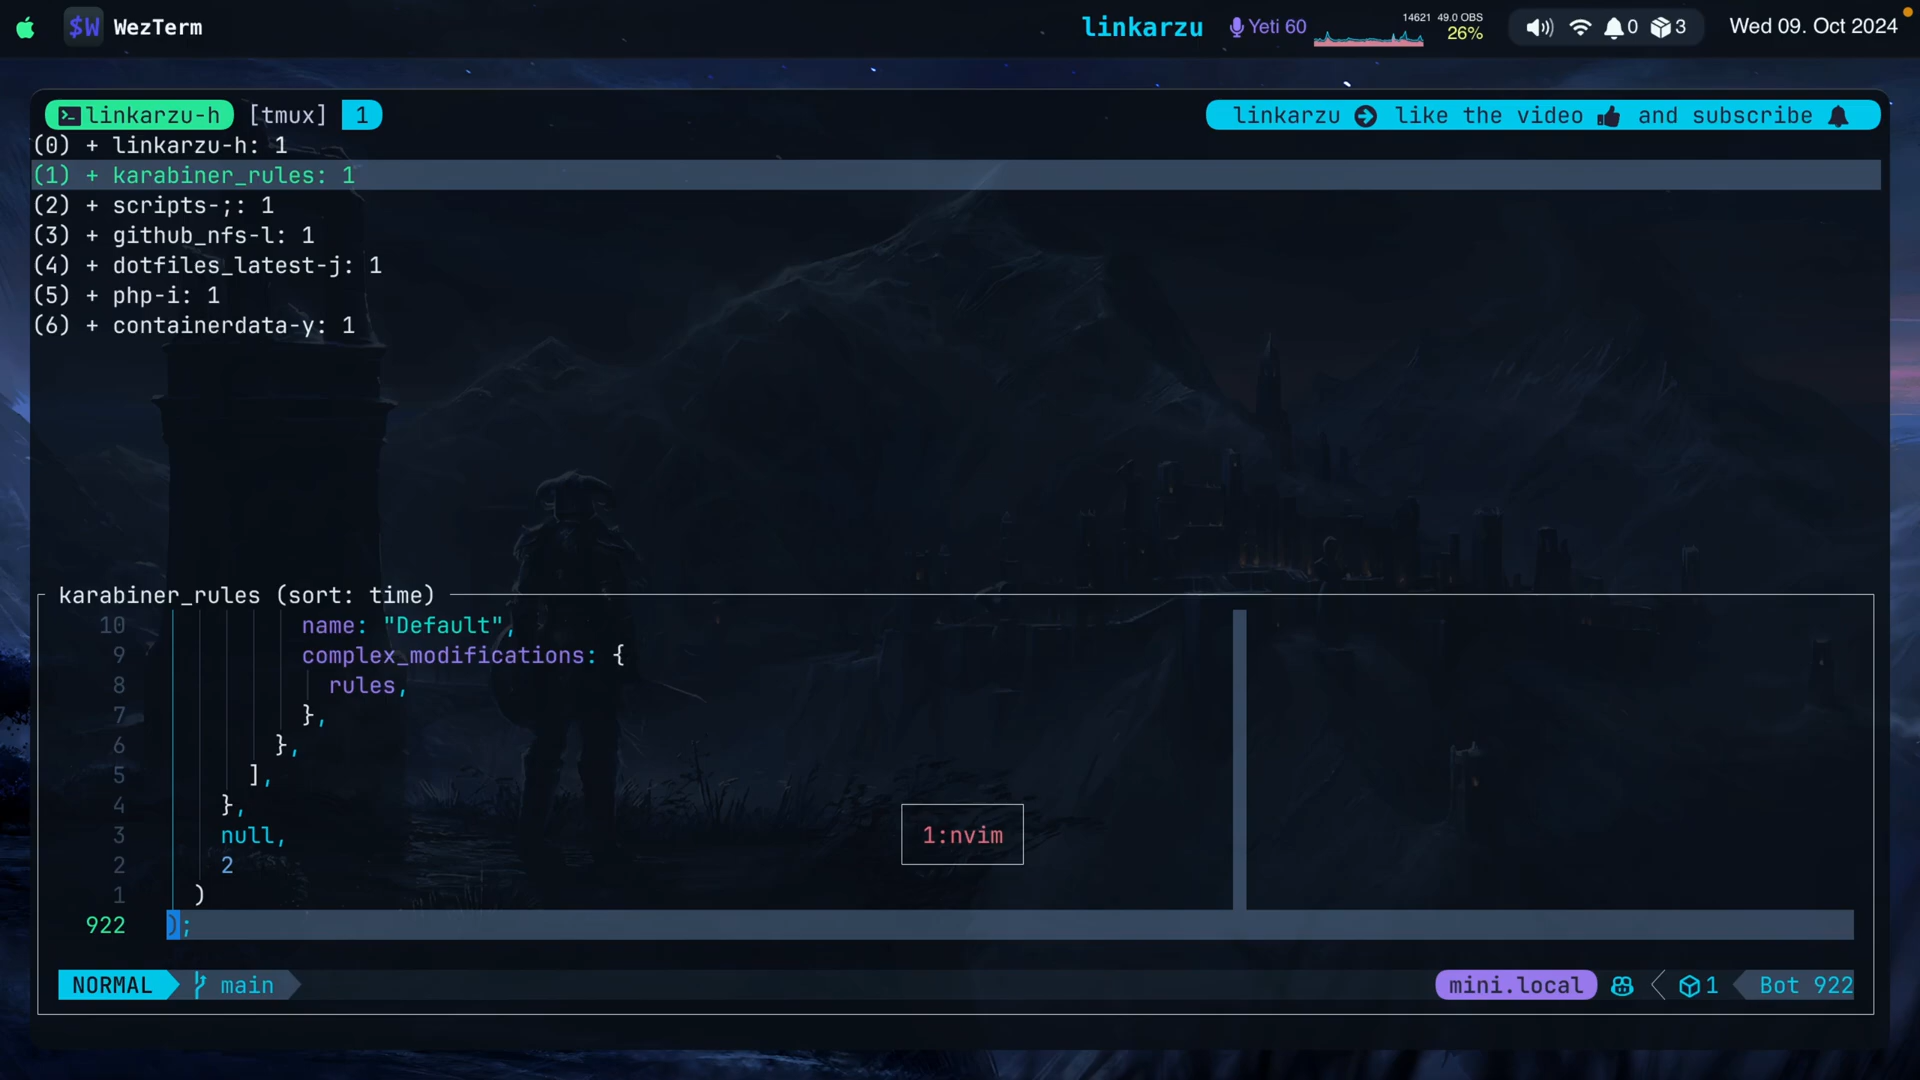 $W WezTerm
linkarzu
Yeti 60
14621 49.0 OBS
26%
0
3
Wed 09. Oct 2024
linkarzu-h [tmux] 1
linkarzu like the video and subscribe
(0) + linkarzu-h: 1
(1) + karabiner_rules: 1
(2) + scripts-;: 1
(3) + github_nfs-l: 1
(4) + dotfiles_latest-j: 1
(5) + php-i: 1
(6) + containerdata-y: 1
karabiner_rules (sort: time)
10 name: "Default",
9 complex_modifications: {
8 rules,
7 },
6 },
5 ],
4 },
3 null,
2 2
1 )
922 );
1:nvim
NORMAL main
mini.local 1 Bot 922